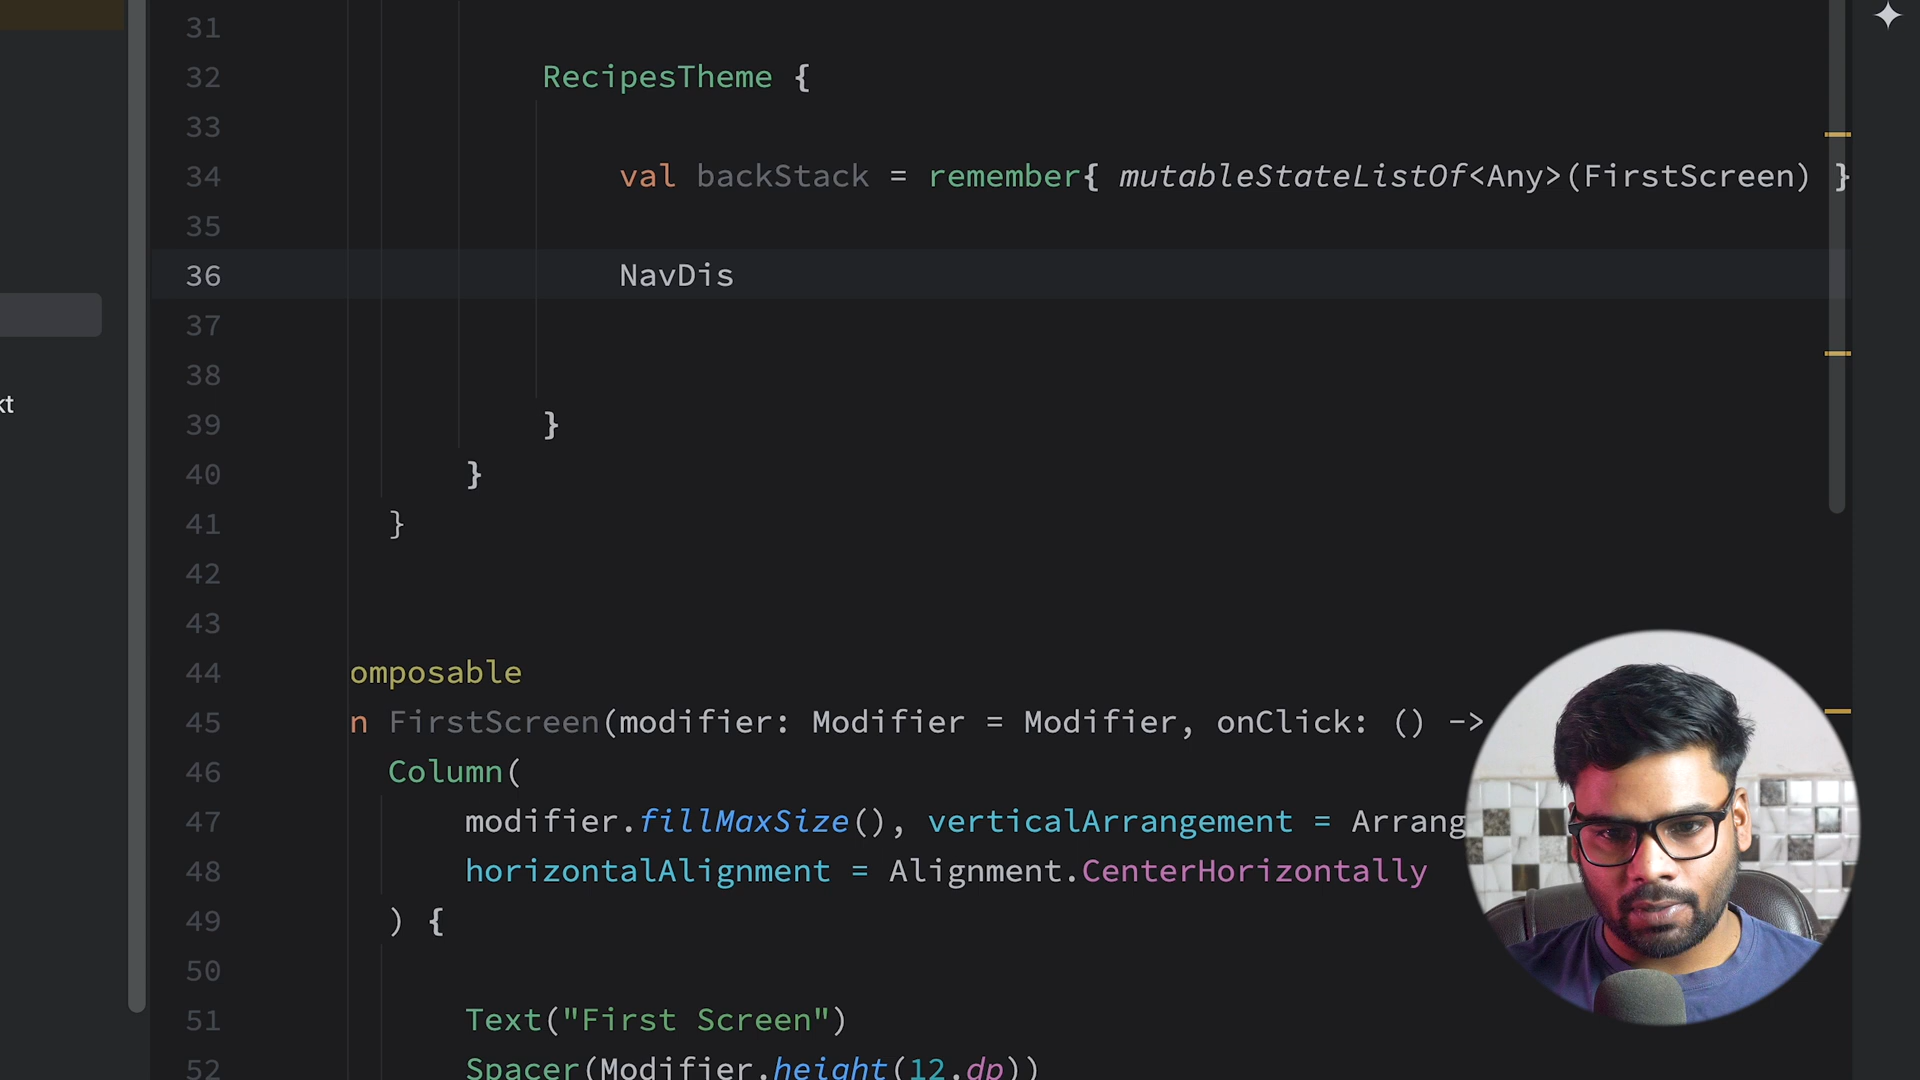 31
32 RecipesTheme {
33
34 val backStack = remember{ mutableStateListOf<Any>(FirstScreen) }
35
36 NavDis
37
38
kt
39 }
40 }
41 }
42
43
44 omposable
45 n FirstScreen(modifier: Modifier = Modifier, onClick: () ->
46 Column(
47 modifier.fillMaxSize(), verticalArrangement = Arrang
48 horizontalAlignment = Alignment.CenterHorizontally
49 ) {
50
51 Text("First Screen")
52 Spacer(Modifier.height(12.dp))